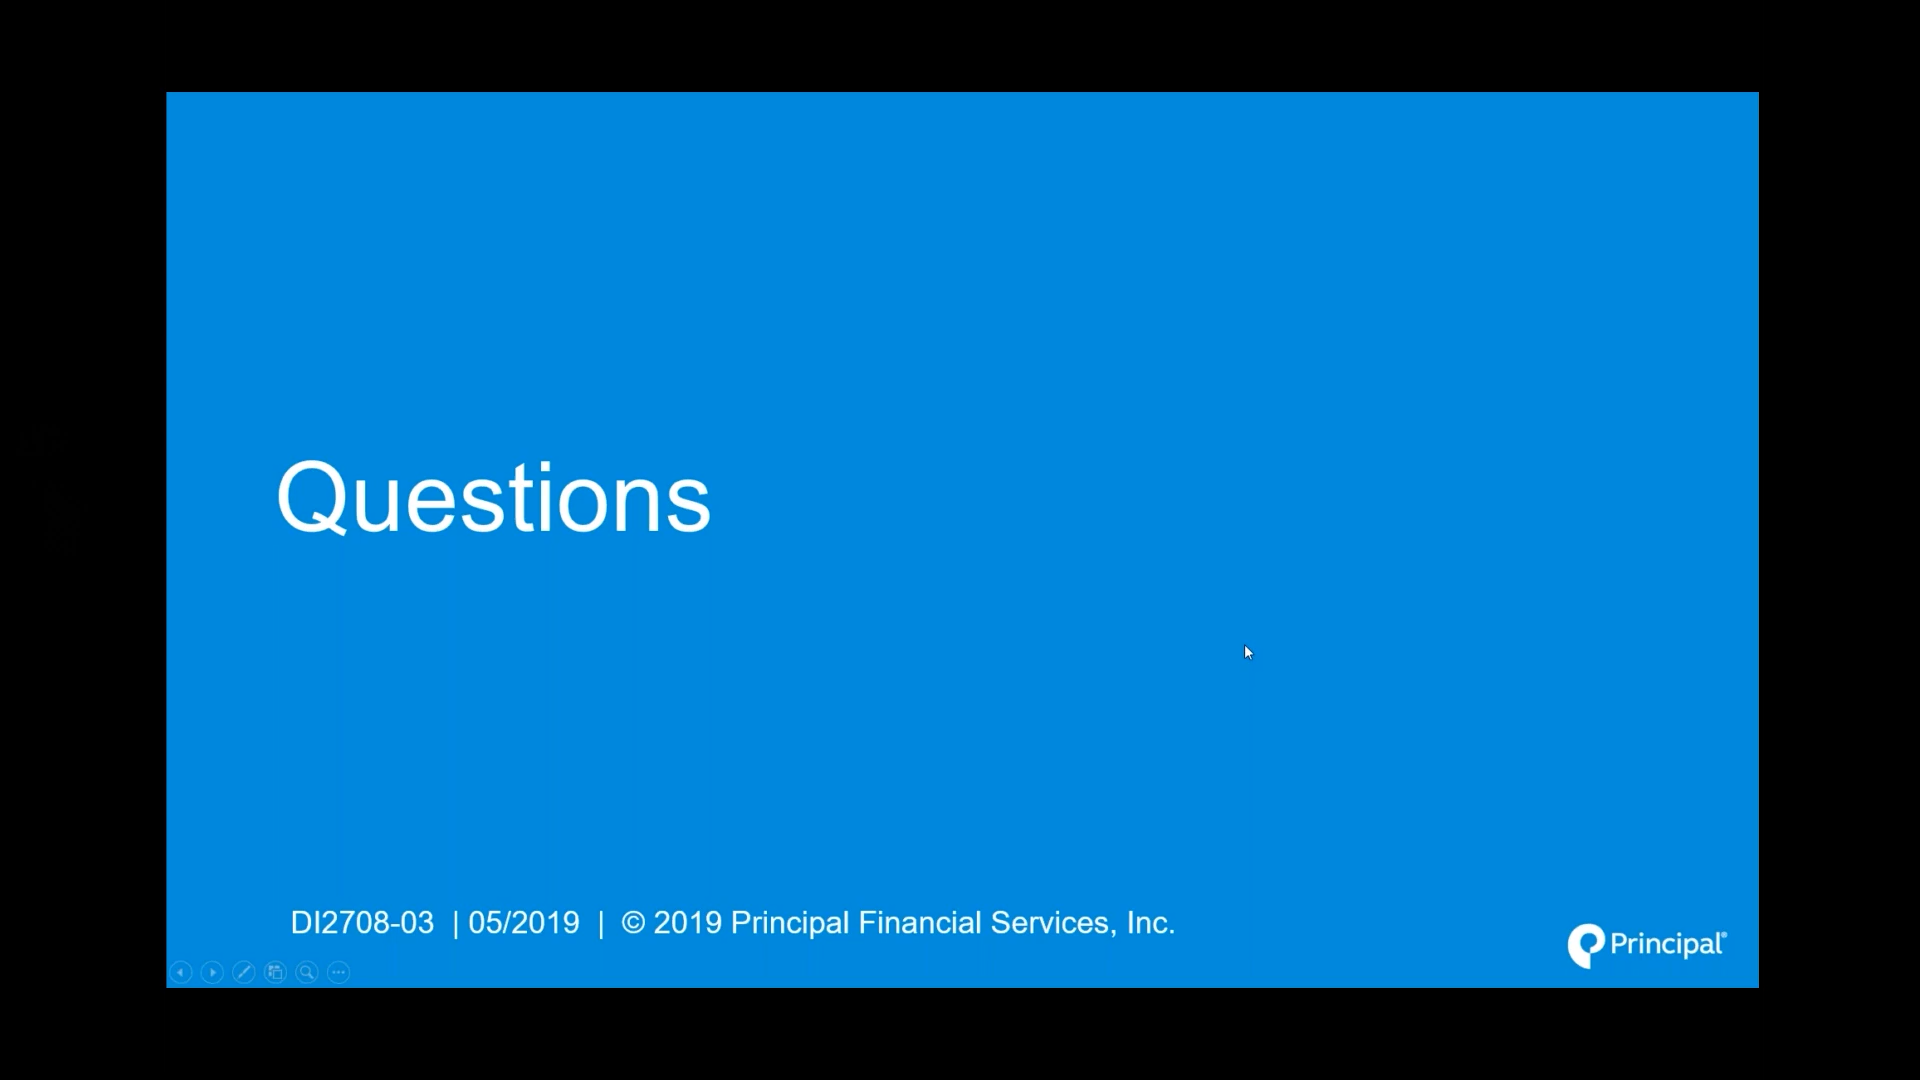 Questions
DI2708-03 | 05/2019 | © 2019 Principal Financial Services, Inc.
Principal®